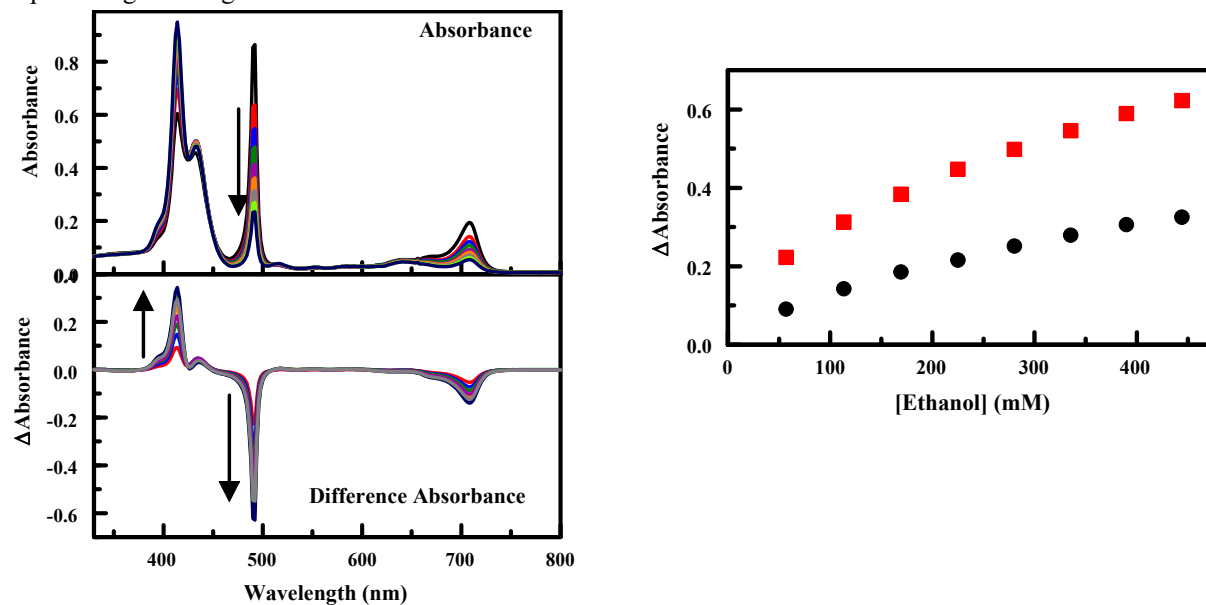 Absorbance
Absorbance
0.8
0.6
0.4
0.2
0.0
0.2
0.0
-0.2
-0.4
-0.6
ΔAbsorbance
Difference Absorbance
400 500 600 700 800
Wavelength (nm)
0.6
0.4
0.2
0.0
ΔAbsorbance
0 100 200 300 400
[Ethanol] (mM)